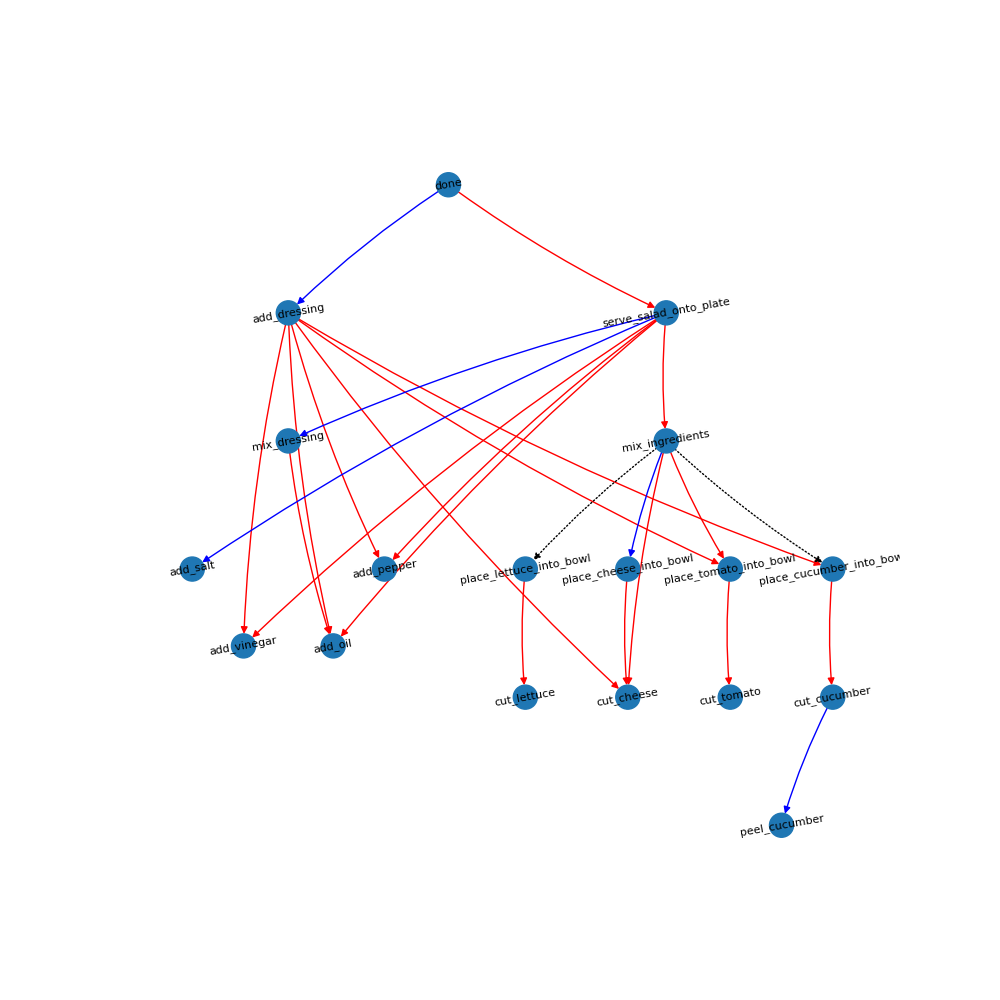 done
add_dressing
serve_salad_onto_plate
mix_dressing
mix_ingredients
add_salt
add_pepper
place_lettuce_into_bowl
place_cheese_into_bowl
place_tomato_into_bowl
place_cucumber_into_bow
add_vinegar
add_oil
cut_lettuce
cut_cheese
cut_tomato
cut_cucumber
peel_cucumber